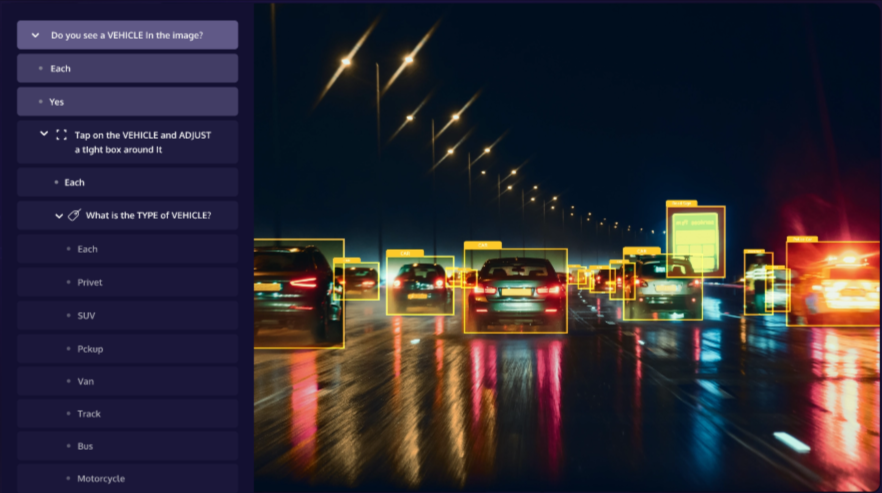 Do you see a VEHICLE in the image?
Each
Yes
Tap on the VEHICLE and ADJUST
a tight box around it
Each
What is the TYPE of VEHICLE?
Each
Privet
SUV
Pckup
Van
Track
Bus
Motorcycle